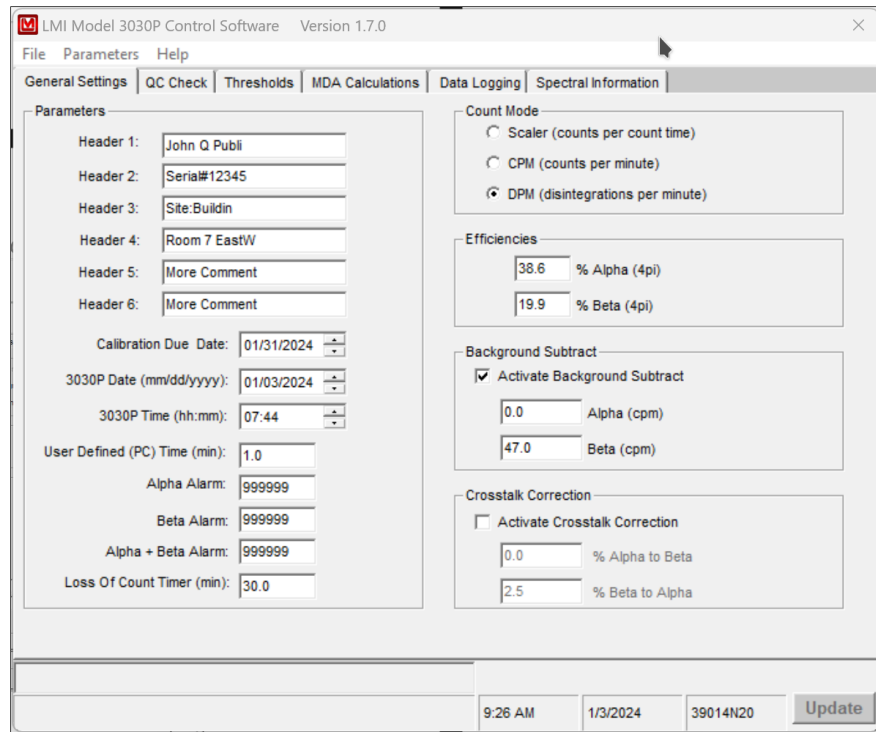 LMI Model 3030P Control Software Version 1.7.0
File Parameters Help
General Settings QC Check Thresholds MDA Calculations Data Logging Spectral Information
Parameters
Header 1: John Q Publi
Header 2: Serial#12345
Header 3: Site:Buildin
Header 4: Room 7 EastW
Header 5: More Comment
Header 6: More Comment
Calibration Due Date: 01/31/2024
3030P Date (mm/dd/yyyy): 01/03/2024
3030P Time (hh:mm): 07:44
User Defined (PC) Time (min): 1.0
Alpha Alarm: 999999
Beta Alarm: 999999
Alpha + Beta Alarm: 999999
Loss Of Count Timer (min): 30.0
Count Mode
Scaler (counts per count time)
CPM (counts per minute)
DPM (disintegrations per minute)
Efficiencies
38.6 % Alpha (4pi)
19.9 % Beta (4pi)
Background Subtract
Activate Background Subtract
0.0 Alpha (cpm)
47.0 Beta (cpm)
Crosstalk Correction
Activate Crosstalk Correction
0.0 % Alpha to Beta
2.5 % Beta to Alpha
9:26 AM 1/3/2024 39014N20 Update